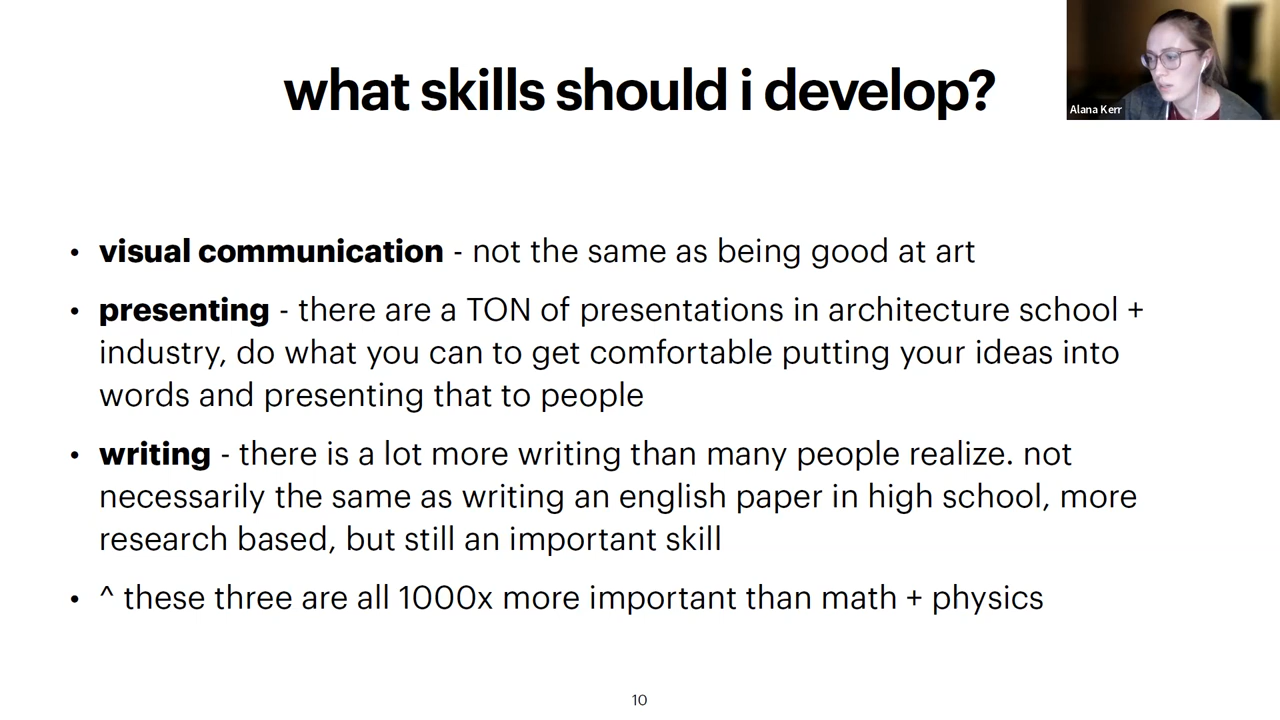 what skills should i develop?
Alana Kerr
• visual communication - not the same as being good at art
• presenting - there are a TON of presentations in architecture school +
industry, do what you can to get comfortable putting your ideas into
words and presenting that to people
• writing - there is a lot more writing than many people realize. not
necessarily the same as writing an english paper in high school, more
research based, but still an important skill
• ^ these three are all 1000x more important than math + physics
10